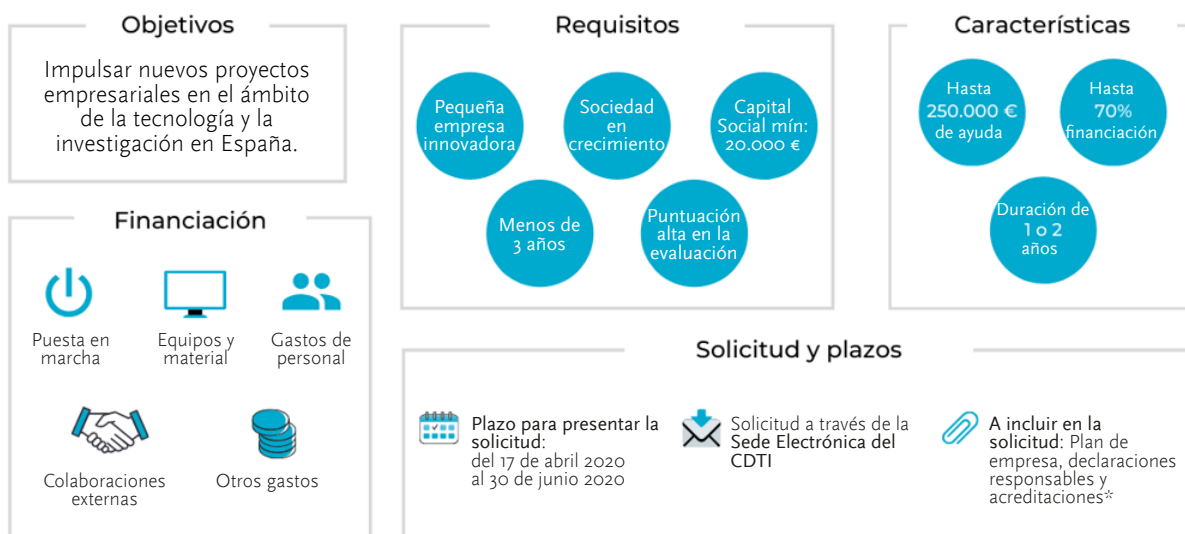 Objetivos
Impulsar nuevos proyectos
empresariales en el ámbito
de la tecnología y la
investigación en España.
Requisitos
Pequeña
empresa
innovadora
Sociedad
en
crecimiento
Capital
Social mín:
20.000 €
Menos de
3 años
Puntuación
alta en la
evaluación
Características
Hasta
250.000 €
de ayuda
Hasta
70%
financiación
Duración de
1 o 2
años
Financiación
Puesta en
marcha
Equipos y
material
Gastos de
personal
Colaboraciones
externas
Otros gastos
Solicitud y plazos
Plazo para presentar la
solicitud:
del 17 de abril 2020
al 30 de junio 2020
Solicitud a través de la
Sede Electrónica del
CDTI
A incluir en la
solicitud: Plan de
empresa, declaraciones
responsables y
acreditaciones*